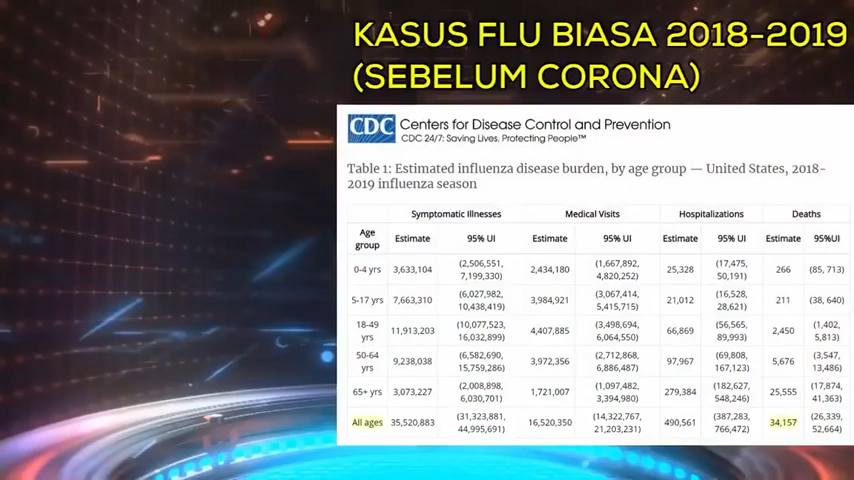 KASUS FLU BIASA 2018-2019
(SEBELUM CORONA)
CDC Centers for Disease Control and Prevention
CDC 24/7: Saving Lives, Protecting People™
Table 1: Estimated influenza disease burden, by age group — United States, 2018-
2019 influenza season
Symptomatic Illnesses Medical Visits Hospitalizations Deaths
Age group Estimate 95% UI Estimate 95% UI Estimate 95% UI Estimate 95%UI
0-4 yrs 3,633,104 (2,506,551, 7,199,330) 2,434,180 (1,667,892, 4,820,252) 25,328 (17,475, 50,191) 266 (85, 713)
5-17 yrs 7,663,310 (6,027,982, 10,438,419) 3,984,921 (3,067,414, 5,415,715) 21,012 (16,528, 28,621) 211 (38, 640)
18-49 yrs 11,913,203 (10,077,523, 16,032,899) 4,407,885 (3,498,694, 6,064,550) 66,869 (56,565, 89,993) 2,450 (1,402, 5,813)
50-64 yrs 9,238,038 (6,582,690, 15,759,286) 3,972,356 (2,712,868, 6,886,487) 97,967 (69,808, 167,123) 5,676 (3,547, 13,486)
65+ yrs 3,073,227 (2,008,898, 6,030,701) 1,721,007 (1,097,482, 3,394,980) 279,384 (182,627, 548,246) 25,555 (17,874, 41,363)
All ages 35,520,883 (31,323,881, 44,995,691) 16,520,350 (14,322,767, 21,203,231) 490,561 (387,283, 766,472) 34,157 (26,339, 52,664)